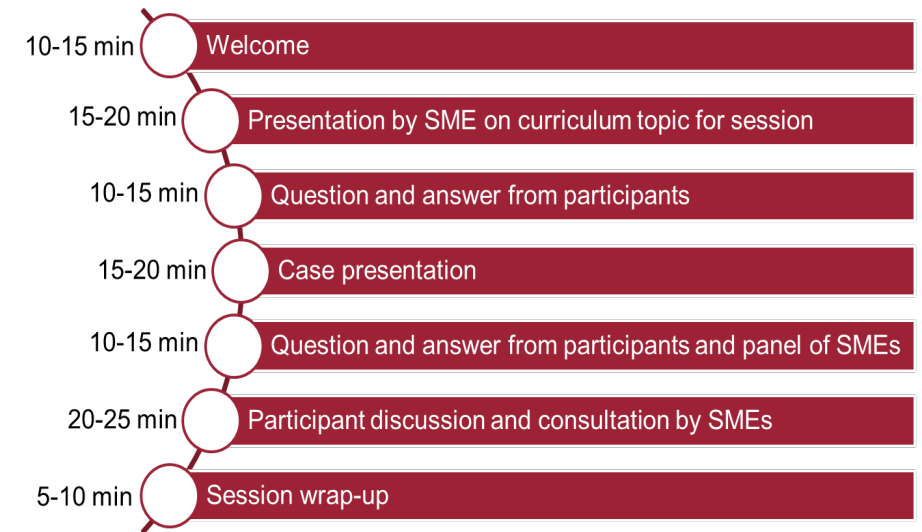 10-15 min Welcome
15-20 min Presentation by SME on curriculum topic for session
10-15 min Question and answer from participants
15-20 min Case presentation
10-15 min Question and answer from participants and panel of SMEs
20-25 min Participant discussion and consultation by SMEs
5-10 min Session wrap-up